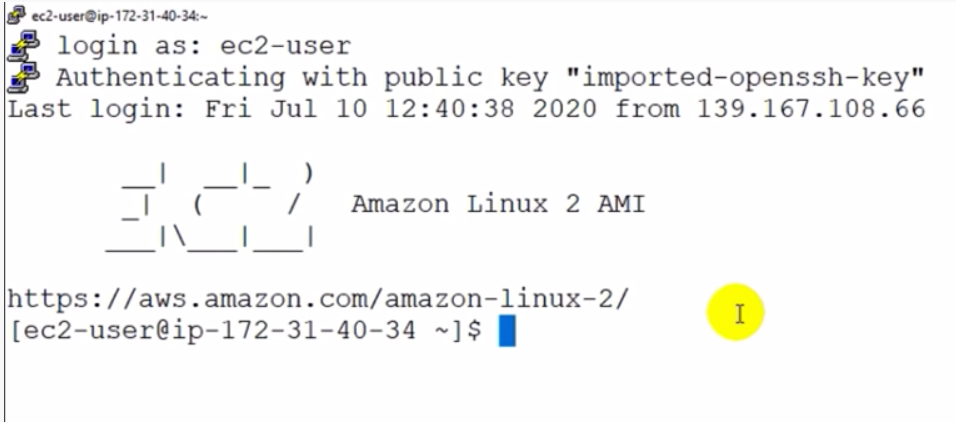 ec2-user@ip-172-31-40-34:~
login as: ec2-user
Authenticating with public key "imported-openssh-key"
Last login: Fri Jul 10 12:40:38 2020 from 139.167.108.66
__|  __|_  )
_|  (     /   Amazon Linux 2 AMI
___|\___|___|
https://aws.amazon.com/amazon-linux-2/
[ec2-user@ip-172-31-40-34 ~]$